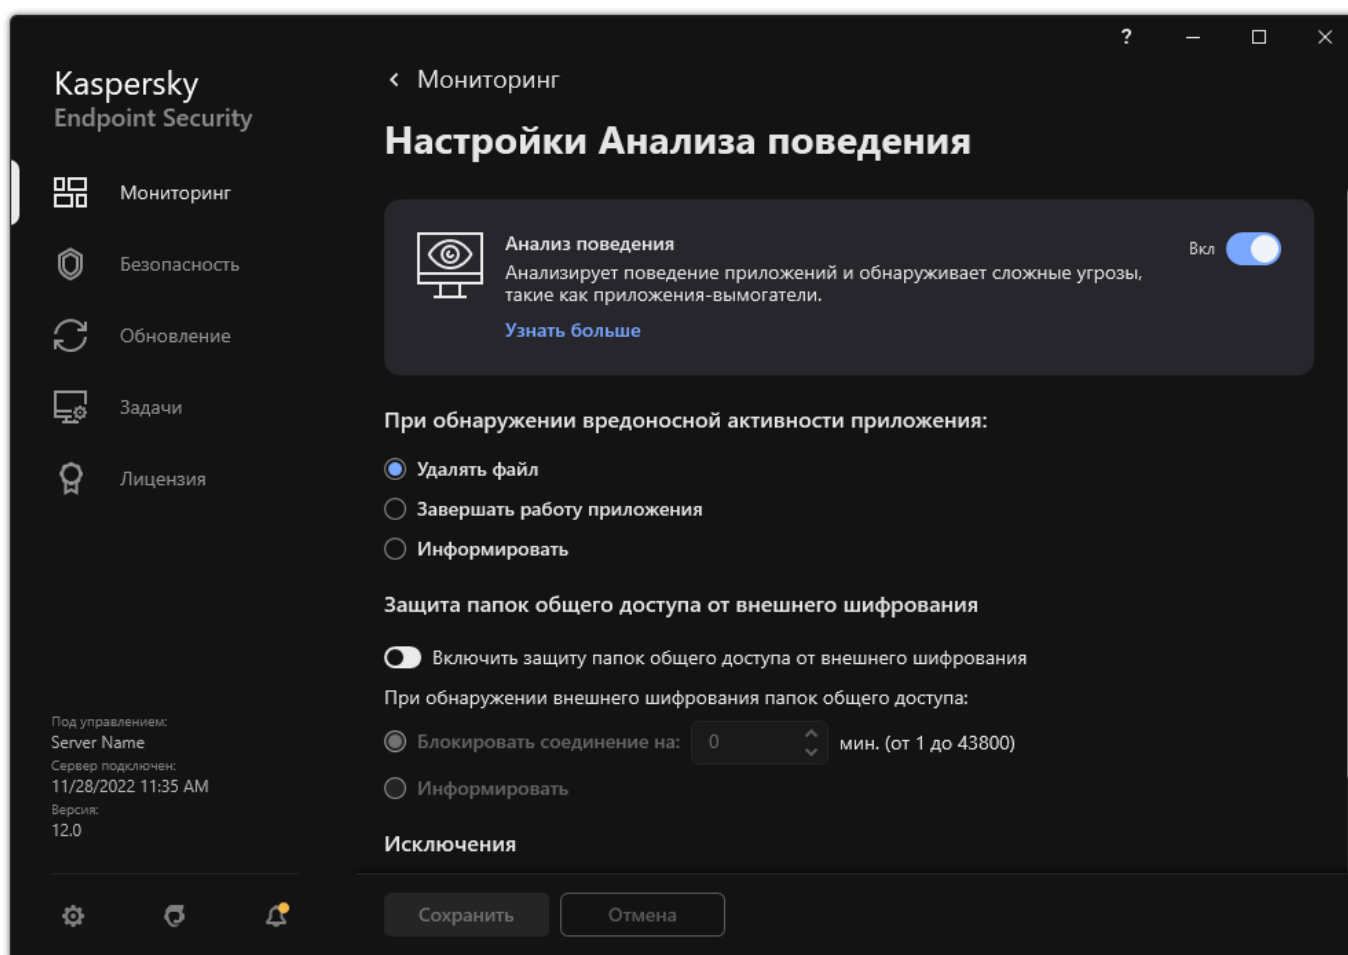 ?
Kaspersky
Endpoint Security
Мониторинг
Безопасность
Обновление
Задачи
Лицензия
Под управлением:
Server Name
Сервер подключен:
11/28/2022 11:35 AM
Версия:
12.0
Мониторинг
Настройки Анализа поведения
Анализ поведения
Вкл
Анализирует поведение приложений и обнаруживает сложные угрозы,
такие как приложения-вымогатели.
Узнать больше
При обнаружении вредоносной активности приложения:
Удалять файл
Завершать работу приложения
Информировать
Защита папок общего доступа от внешнего шифрования
Включить защиту папок общего доступа от внешнего шифрования
При обнаружении внешнего шифрования папок общего доступа:
Блокировать соединение на: 0 мин. (от 1 до 43800)
Информировать
Исключения
Сохранить Отмена